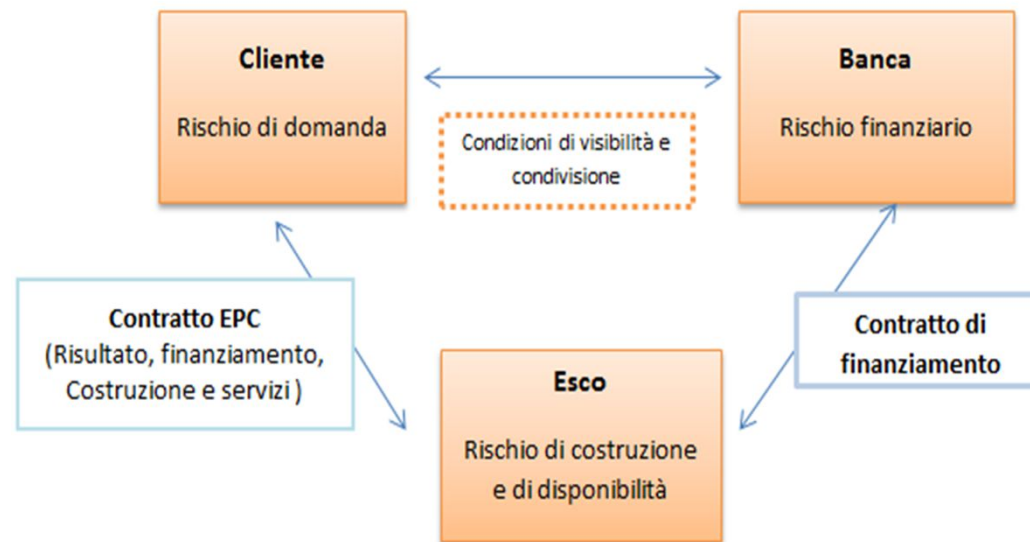 Cliente
Rischio di domanda
Banca
Rischio finanziario
Condizioni di visibilità e
condivisione
Contratto EPC
(Risultato, finanziamento,
Costruzione e servizi )
Contratto di
finanziamento
Esco
Rischio di costruzione
e di disponibilità